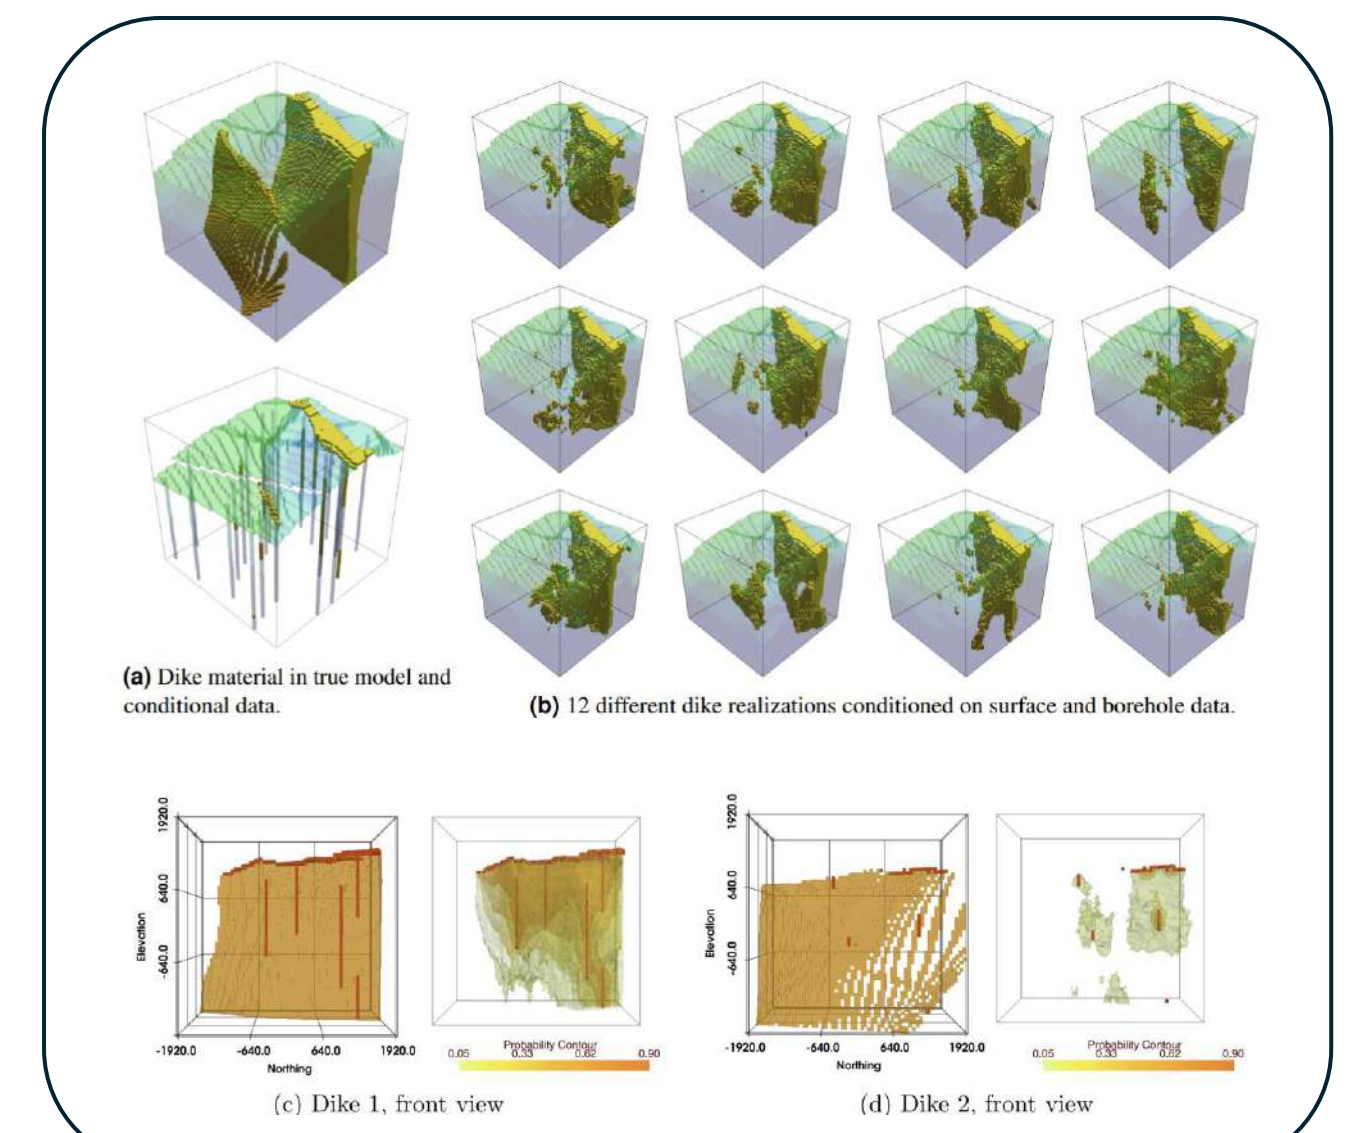 (a) Dike material in true model and
conditional data.
(b) 12 different dike realizations conditioned on surface and borehole data.
1920.0
640.0
-640.0
Elevation
-1920.0
-640.0
640.0
1920.0
Northing
Probability Contour
0.05
0.33
0.62
0.90
(c) Dike 1, front view
1920.0
640.0
-640.0
Elevation
-1920.0
-640.0
640.0
1920.0
Northing
Probability Contour
0.05
0.33
0.62
0.90
(d) Dike 2, front view